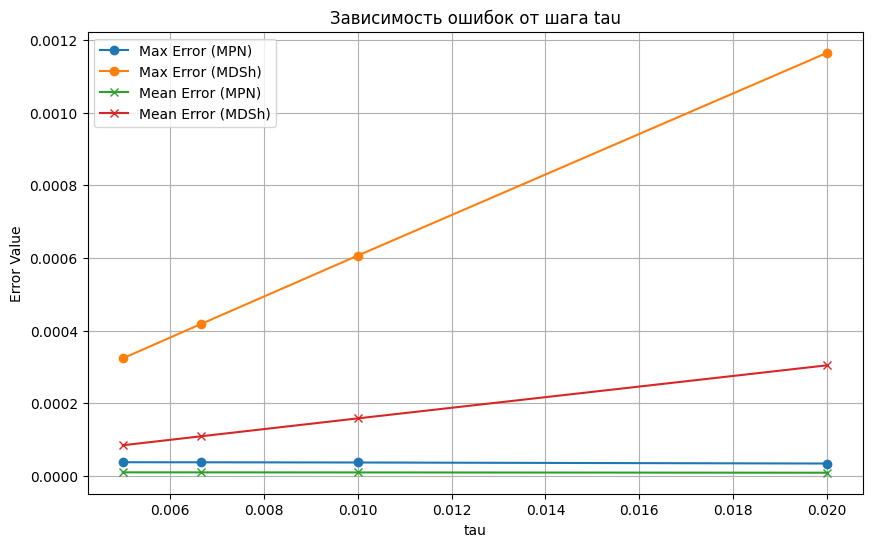 Зависимость ошибок от шага tau
Max Error (MPN)
Max Error (MDSh)
Mean Error (MPN)
Mean Error (MDSh)
Error Value
0.0012
0.0010
0.0008
0.0006
0.0004
0.0002
0.0000
0.006 0.008 0.010 0.012 0.014 0.016 0.018 0.020
tau